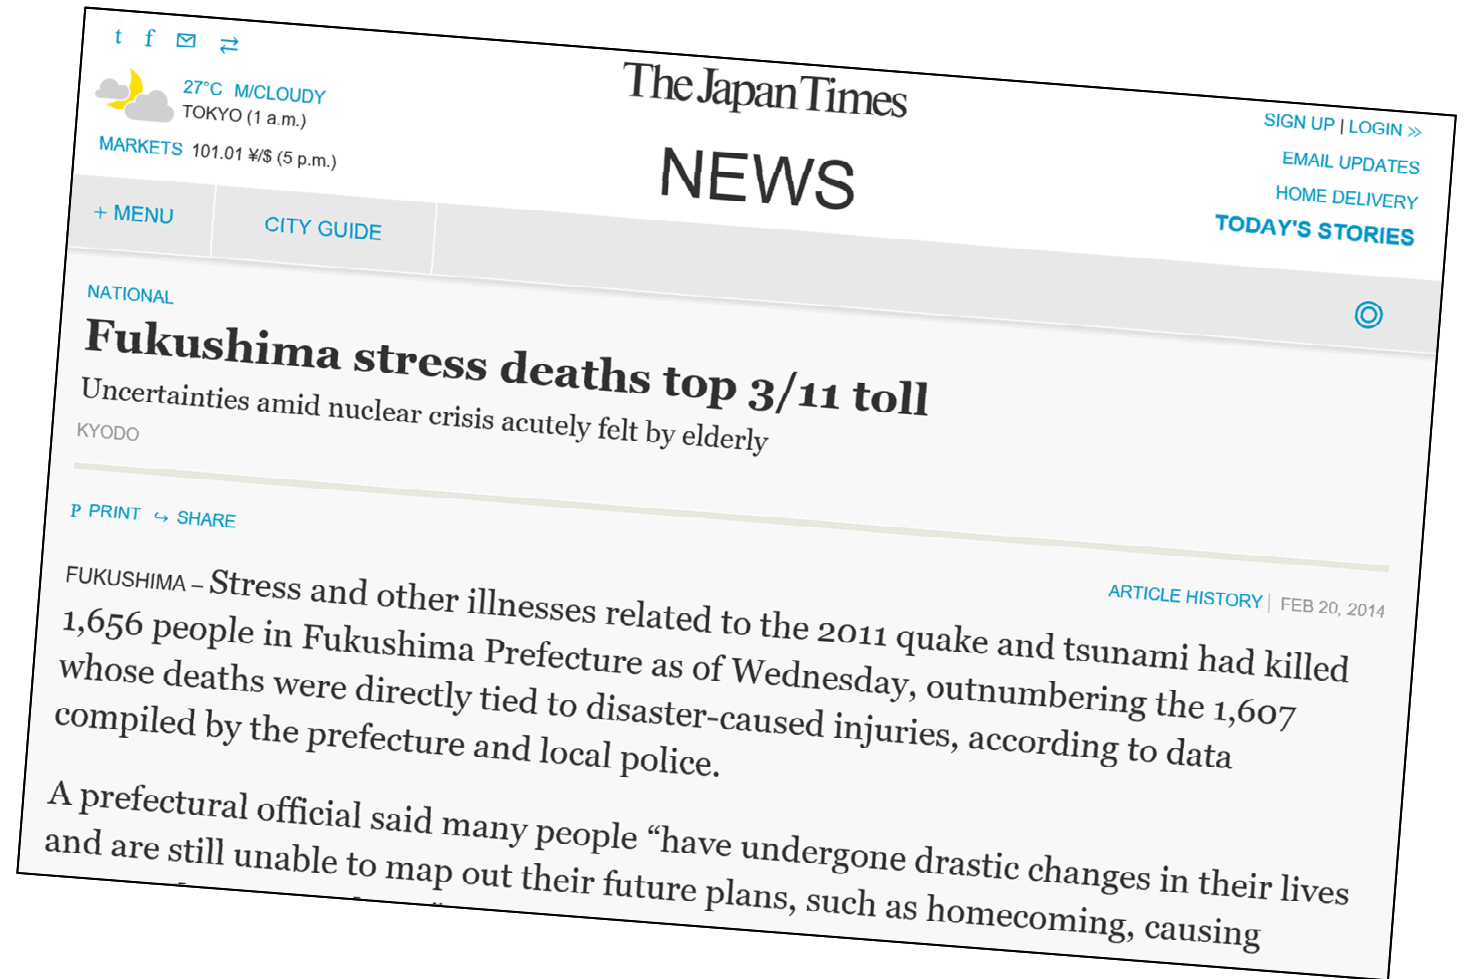 t f
27°C M/CLOUDY
TOKYO (1 a.m.)
MARKETS 101.01 ¥/$ (5 p.m.)
The Japan Times
NEWS
SIGN UP | LOGIN >>
EMAIL UPDATES
HOME DELIVERY
TODAY'S STORIES
+ MENU
CITY GUIDE
NATIONAL
Fukushima stress deaths top 3/11 toll
Uncertainties amid nuclear crisis acutely felt by elderly
KYODO
P PRINT SHARE
ARTICLE HISTORY | FEB 20, 2014
FUKUSHIMA – Stress and other illnesses related to the 2011 quake and tsunami had killed
1,656 people in Fukushima Prefecture as of Wednesday, outnumbering the 1,607
whose deaths were directly tied to disaster-caused injuries, according to data
compiled by the prefecture and local police.
A prefectural official said many people “have undergone drastic changes in their lives
and are still unable to map out their future plans, such as homecoming, causing